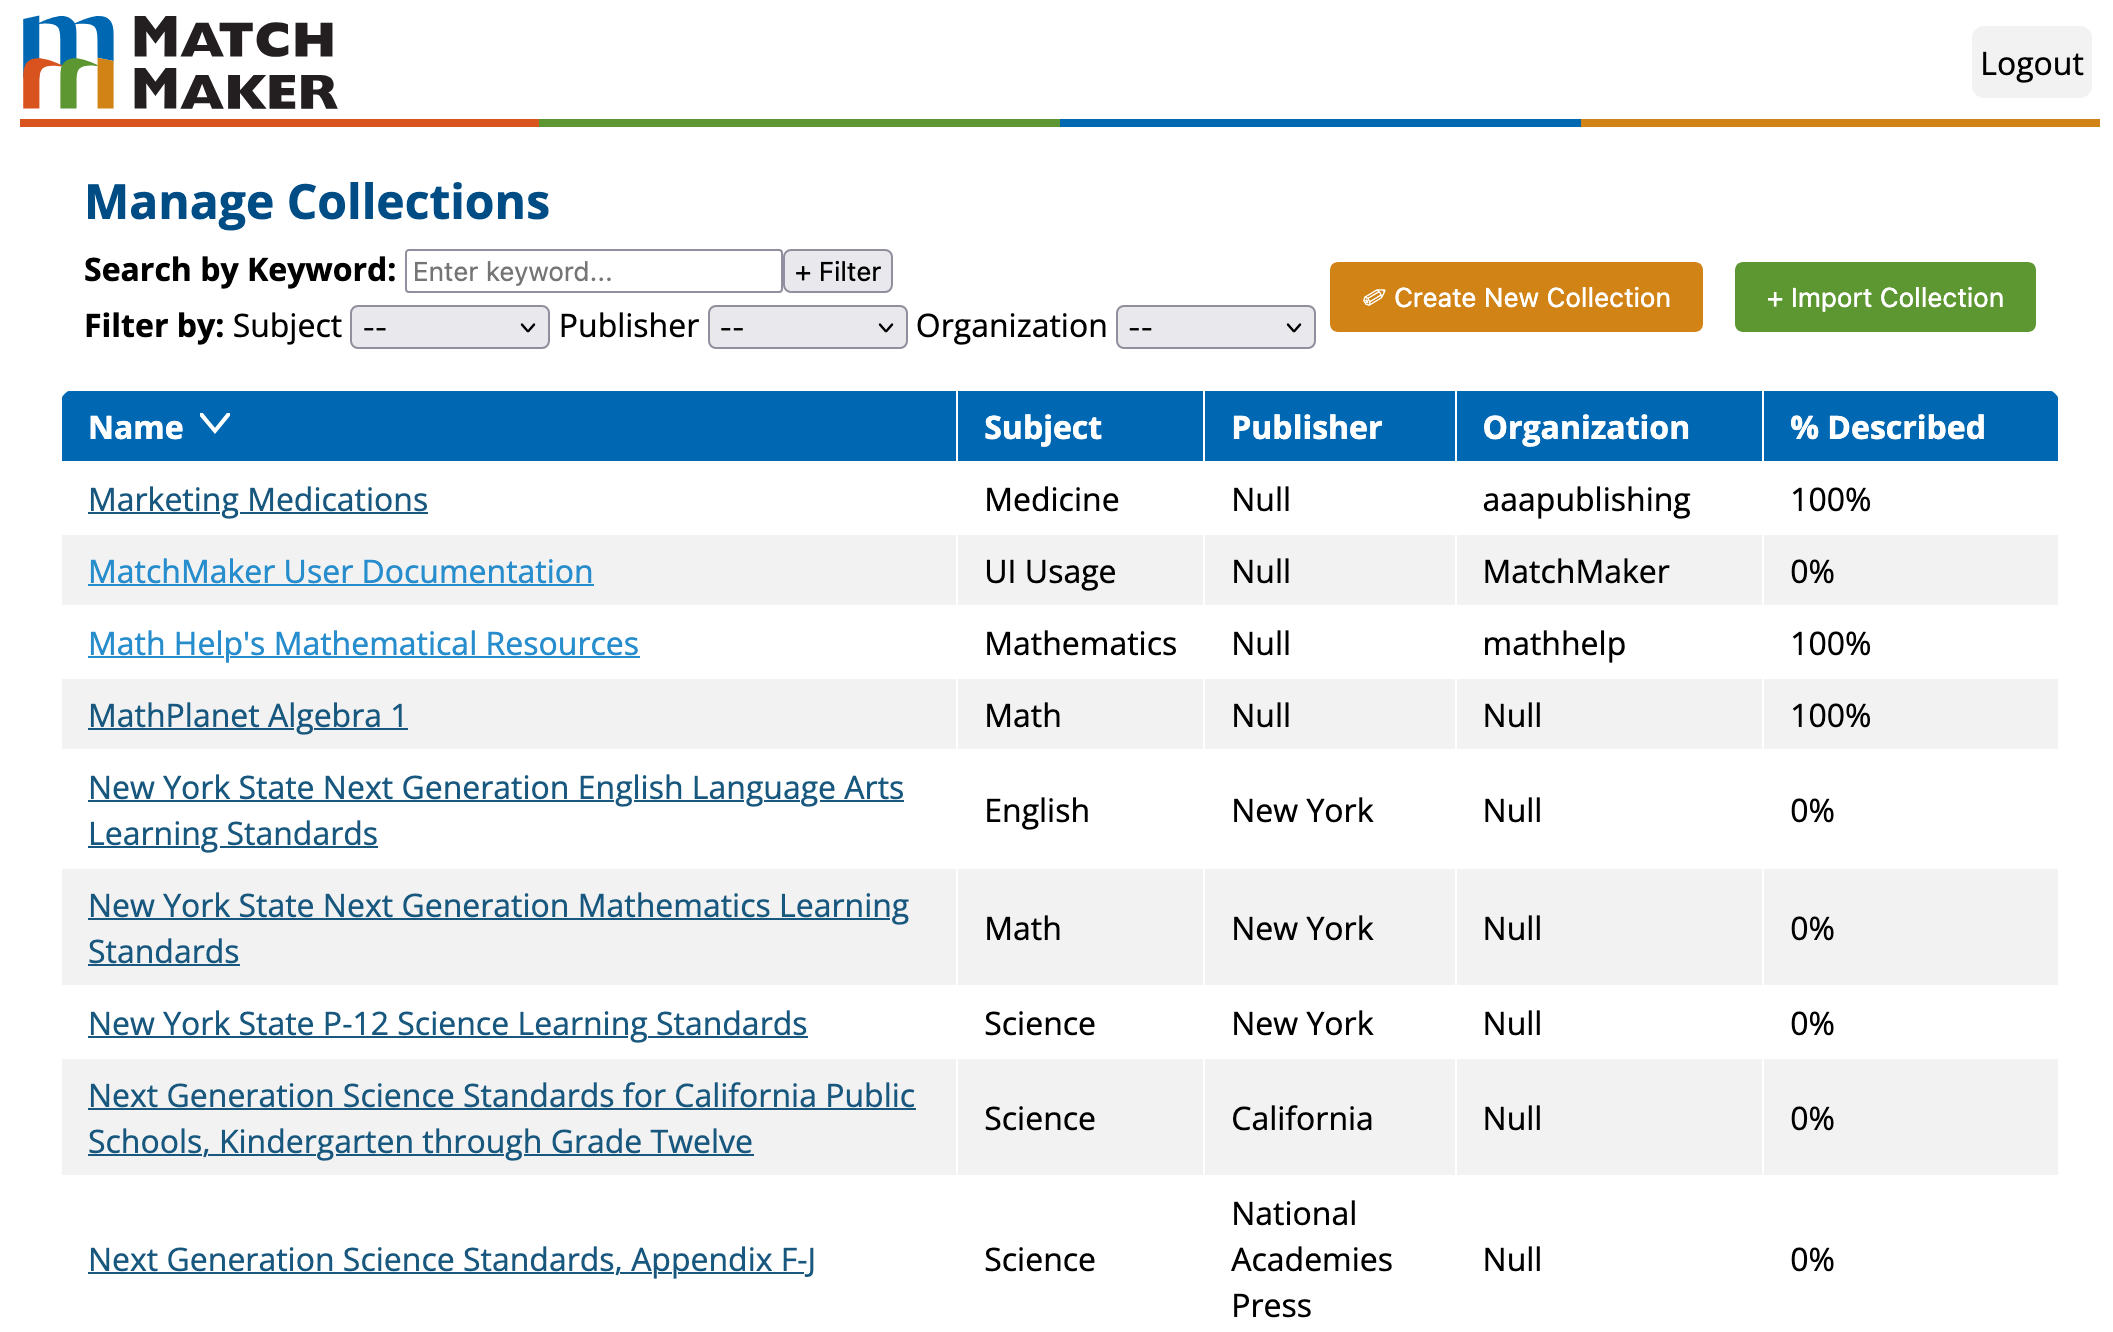 MATCH
MAKER
Logout
Manage Collections
Search by Keyword: Enter keyword... + Filter
Filter by: Subject -- Publisher -- Organization --
Create New Collection
+ Import Collection
Name Subject Publisher Organization % Described
Marketing Medications Medicine Null aaapublishing 100%
MatchMaker User Documentation UI Usage Null MatchMaker 0%
Math Help's Mathematical Resources Mathematics Null mathhelp 100%
MathPlanet Algebra 1 Math Null Null 100%
New York State Next Generation English Language Arts
Learning Standards
English New York Null 0%
New York State Next Generation Mathematics Learning
Standards
Math New York Null 0%
New York State P-12 Science Learning Standards Science New York Null 0%
Next Generation Science Standards for California Public
Schools, Kindergarten through Grade Twelve
Science California Null 0%
Next Generation Science Standards, Appendix F-J Science
National
Academies
Press
Null 0%